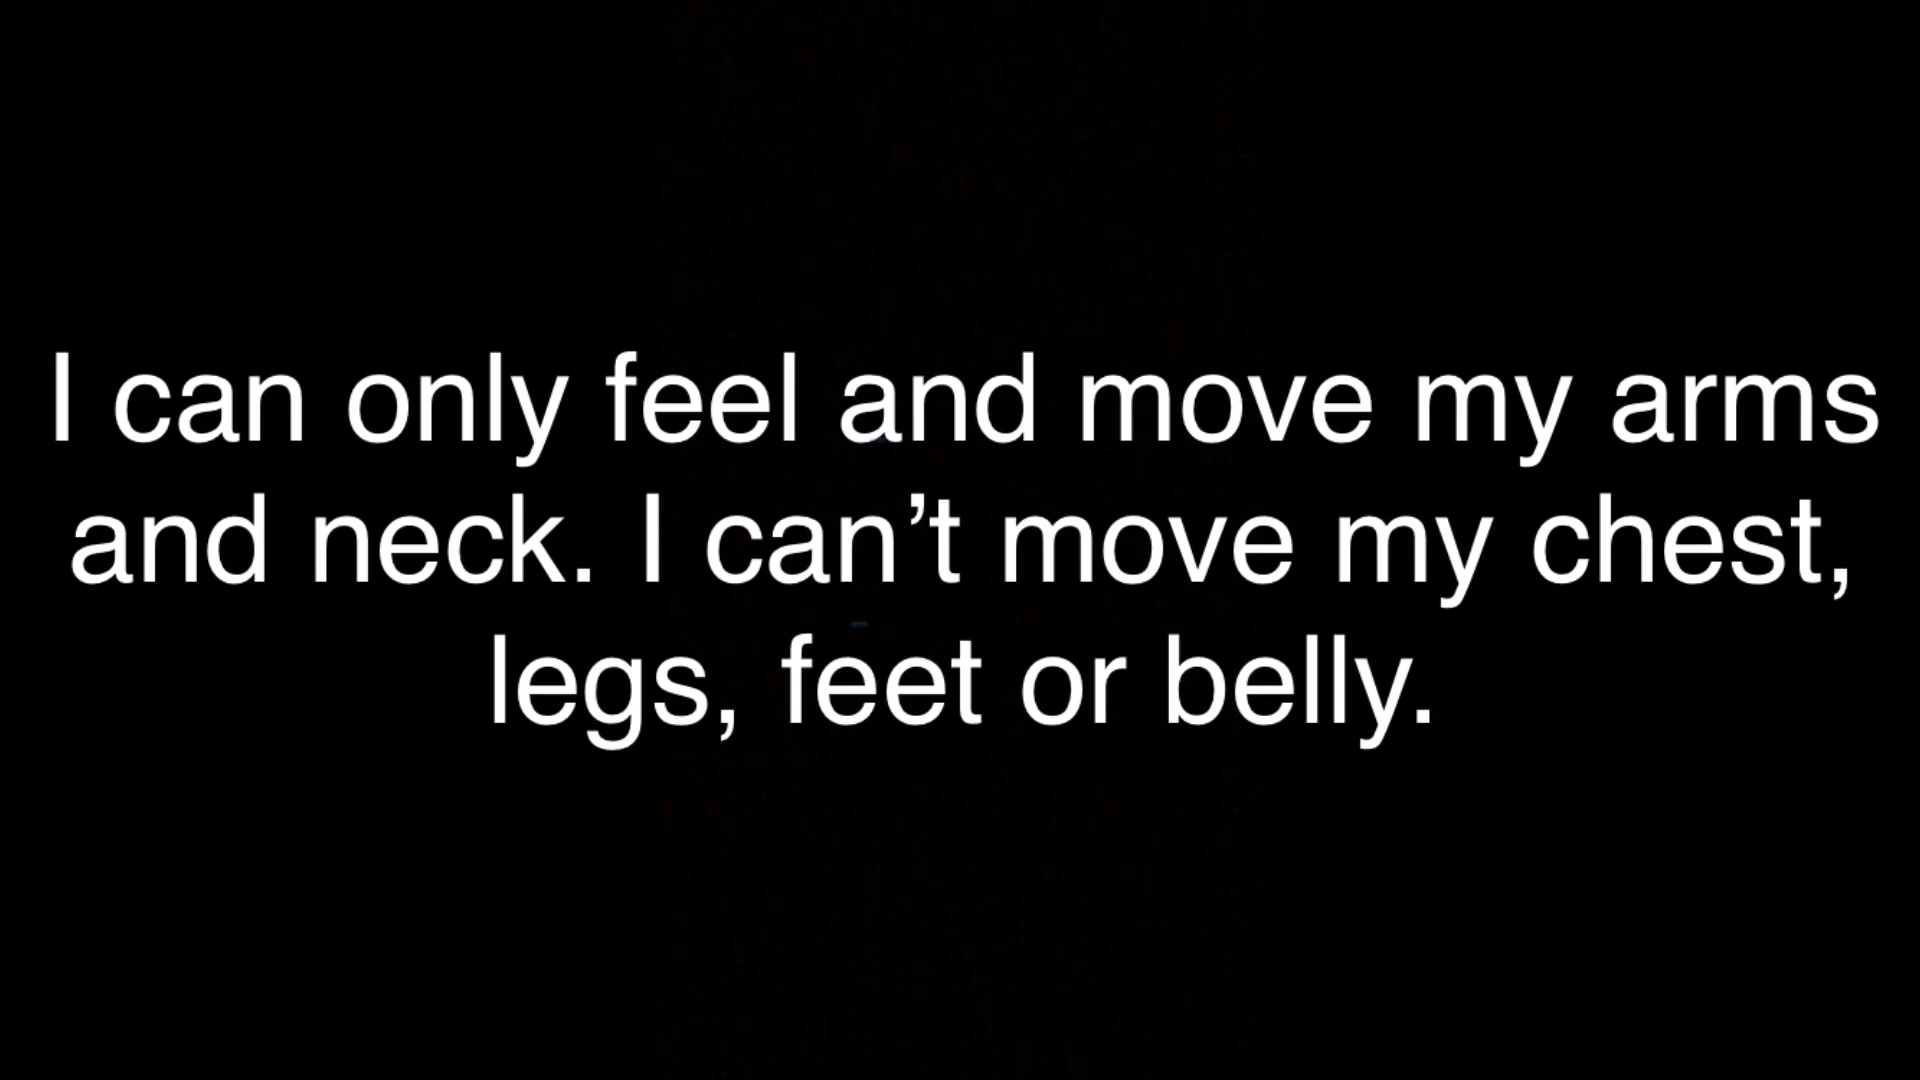 I can only feel and move my arms
and neck. I can’t move my chest,
legs, feet or belly.